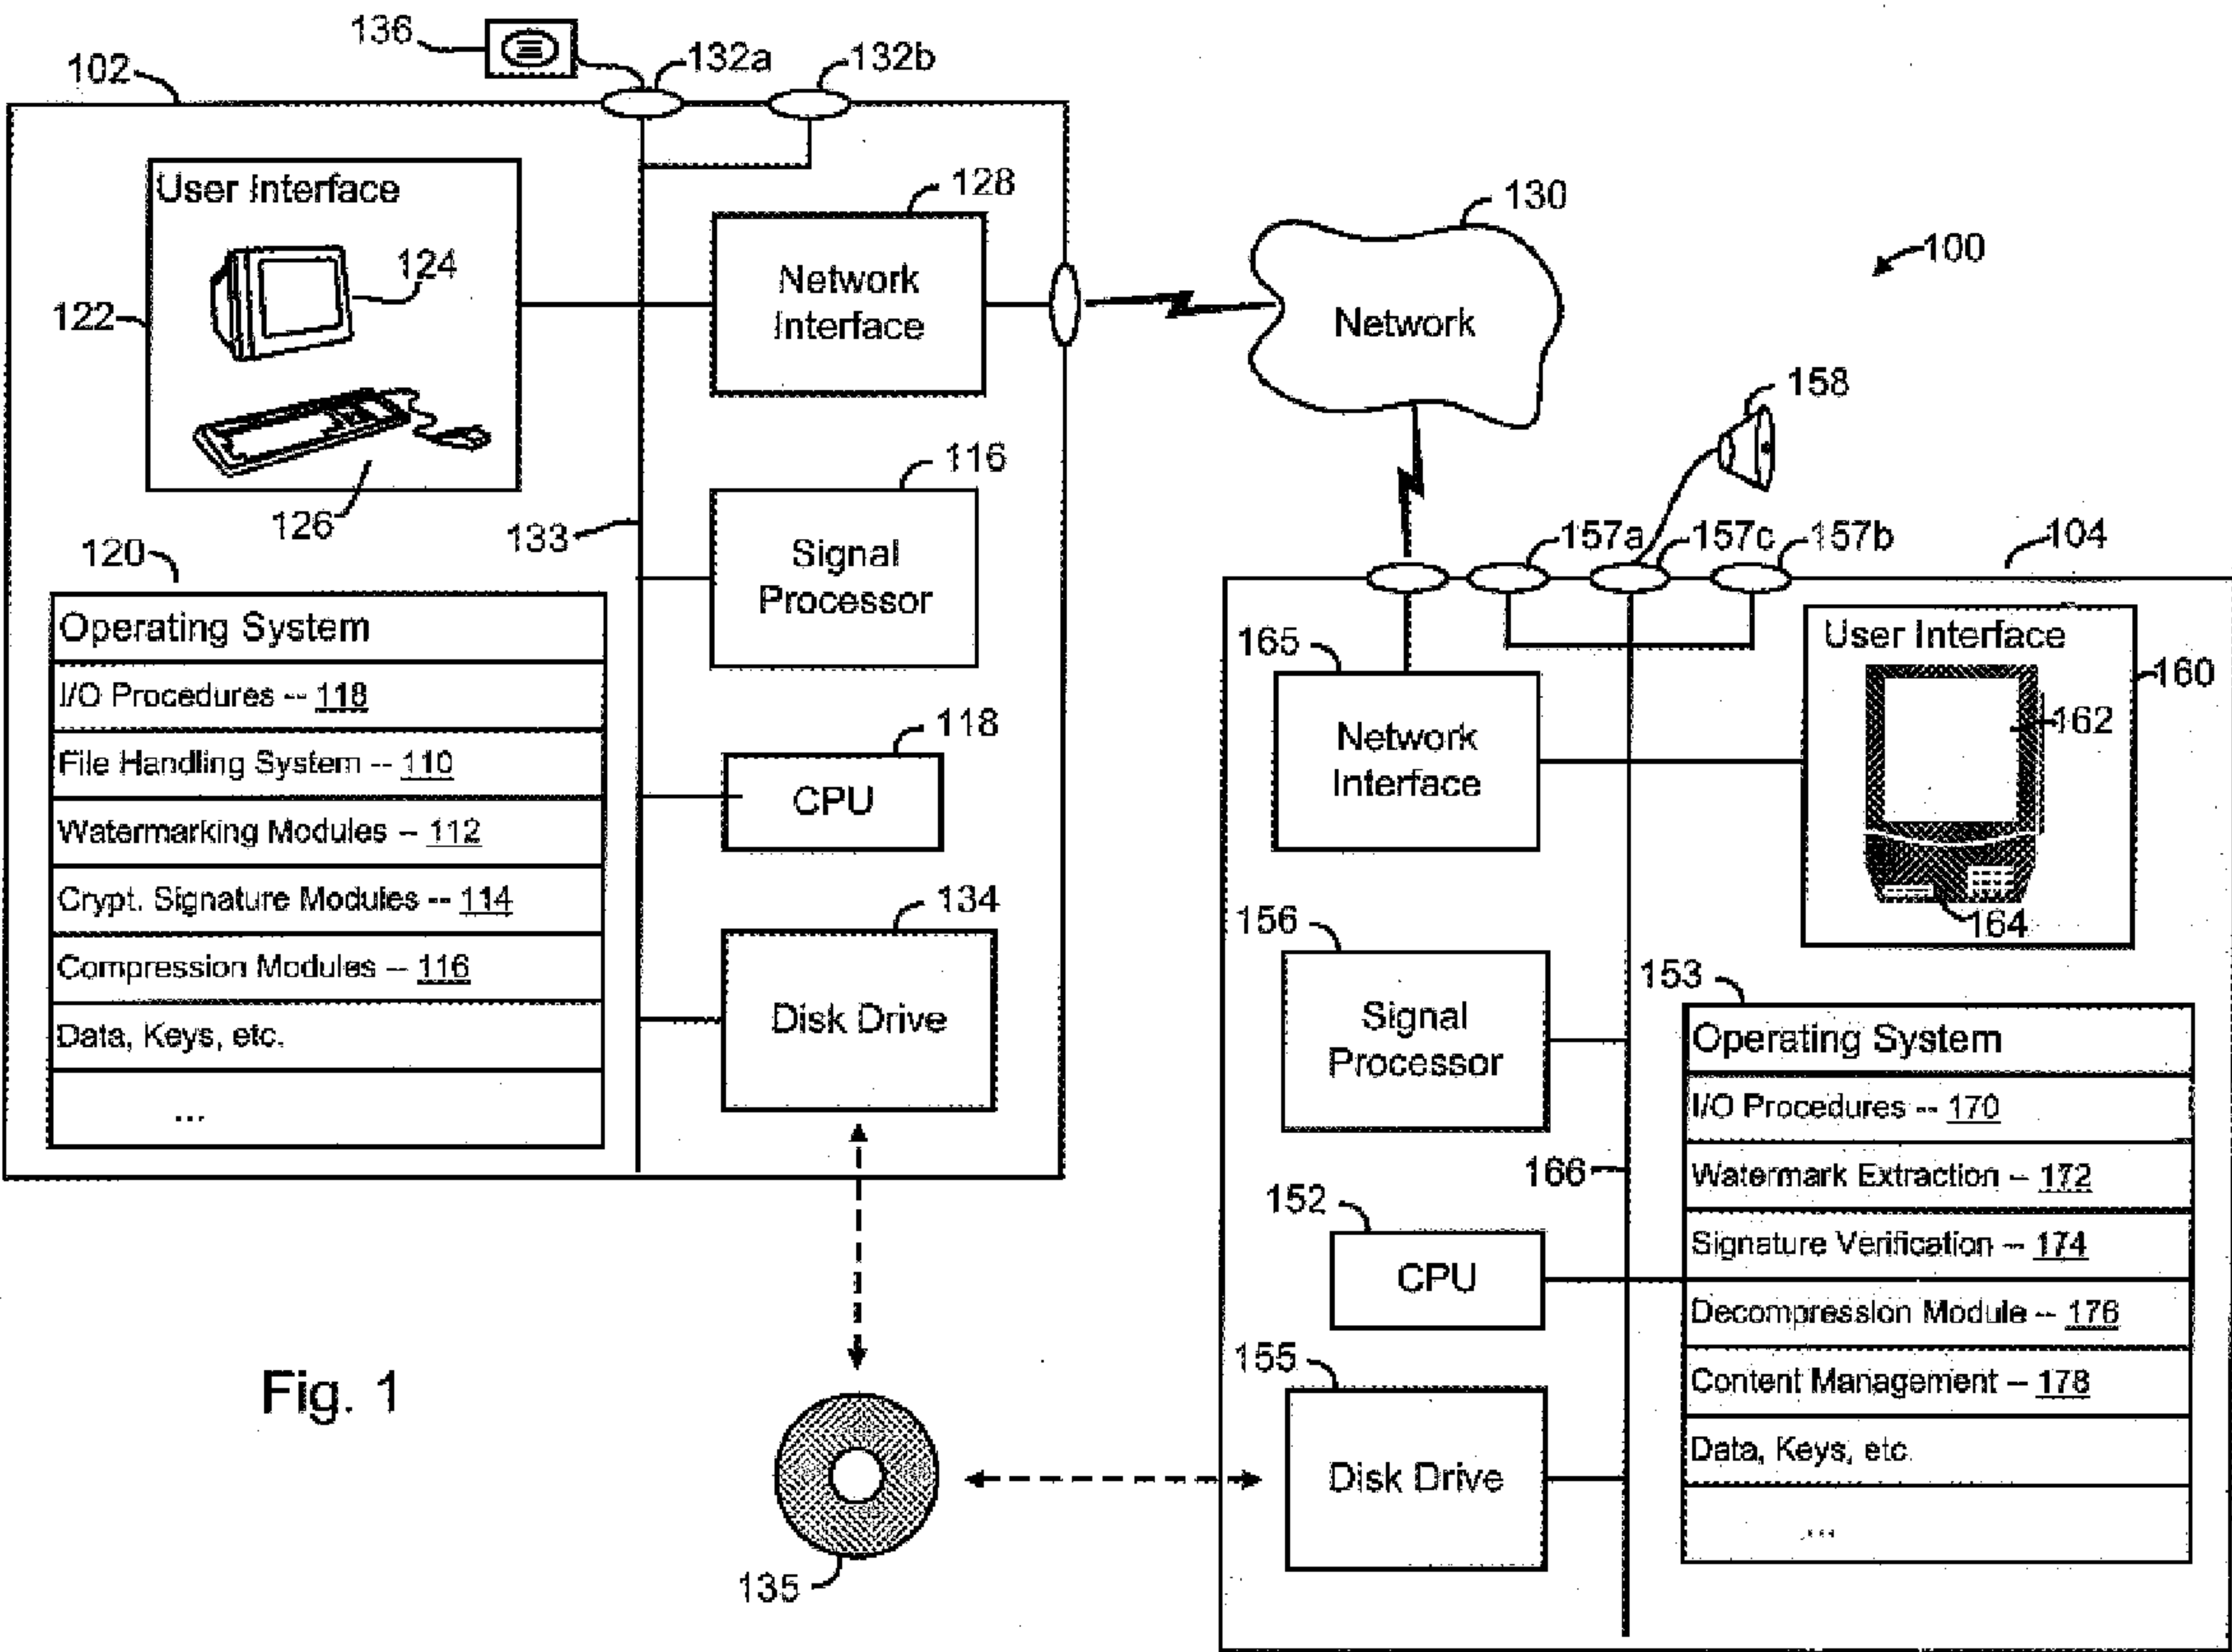 136
132a
132b
102
User Interface
124
122
126
128
Network
Interface
130
Network
100
158
116
Signal
Processor
133
120
Operating System
I/O Procedures -- 118
File Handling System -- 110
Watermarking Modules -- 112
Crypt. Signature Modules -- 114
Compression Modules -- 116
Data, Keys, etc.
...
118
CPU
134
Disk Drive
135
Fig. 1
157a
157c
157b
104
165
Network
Interface
User Interface
160
162
164
156
Signal
Processor
166
152
CPU
155
Disk Drive
153
Operating System
I/O Procedures -- 170
Watermark Extraction -- 172
Signature Verification -- 174
Decompression Module -- 176
Content Management -- 178
Data, Keys, etc.
...